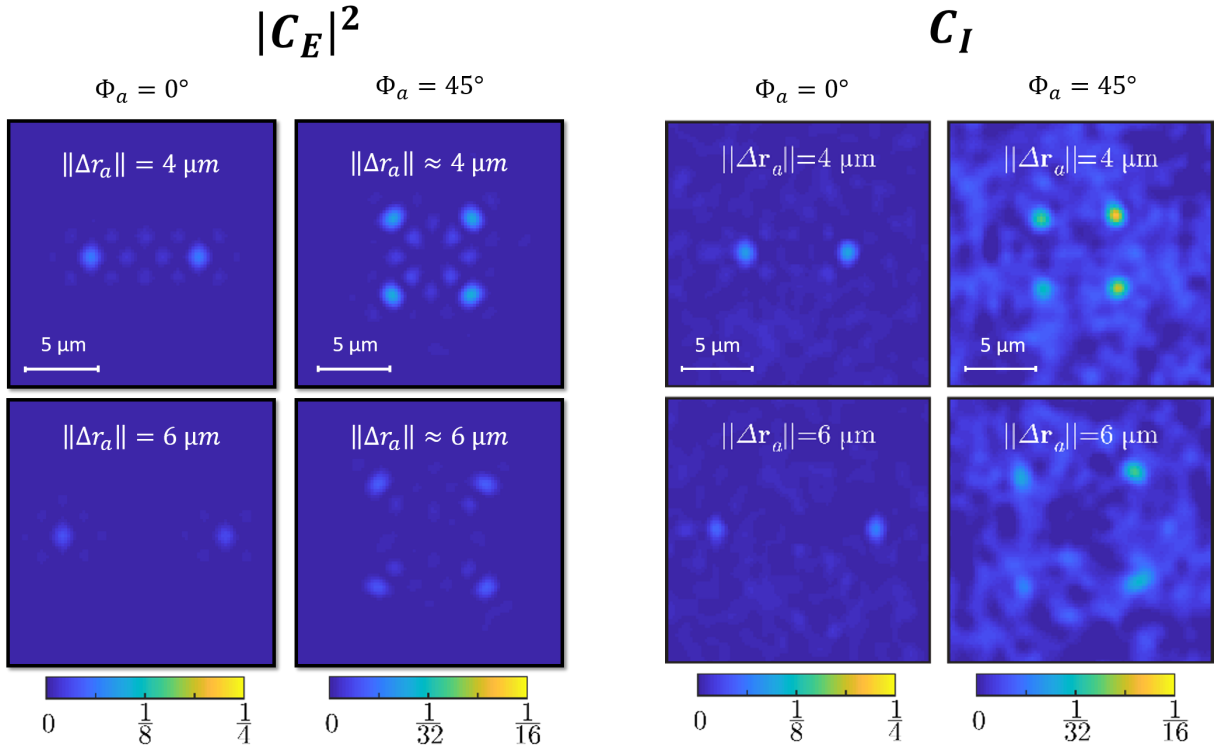 |C_E|² C_I
Φ_a = 0° Φ_a = 45° Φ_a = 0° Φ_a = 45°
‖Δr_a‖ = 4 μm ‖Δr_a‖ ≈ 4 μm ||Δr_a||=4 μm ||Δr_a||=4 μm
5 μm 5 μm 5 μm 5 μm
‖Δr_a‖ = 6 μm ‖Δr_a‖ ≈ 6 μm ||Δr_a||=6 μm ||Δr_a||=6 μm
0 1/8 1/4 0 1/32 1/16 0 1/8 1/4 0 1/32 1/16